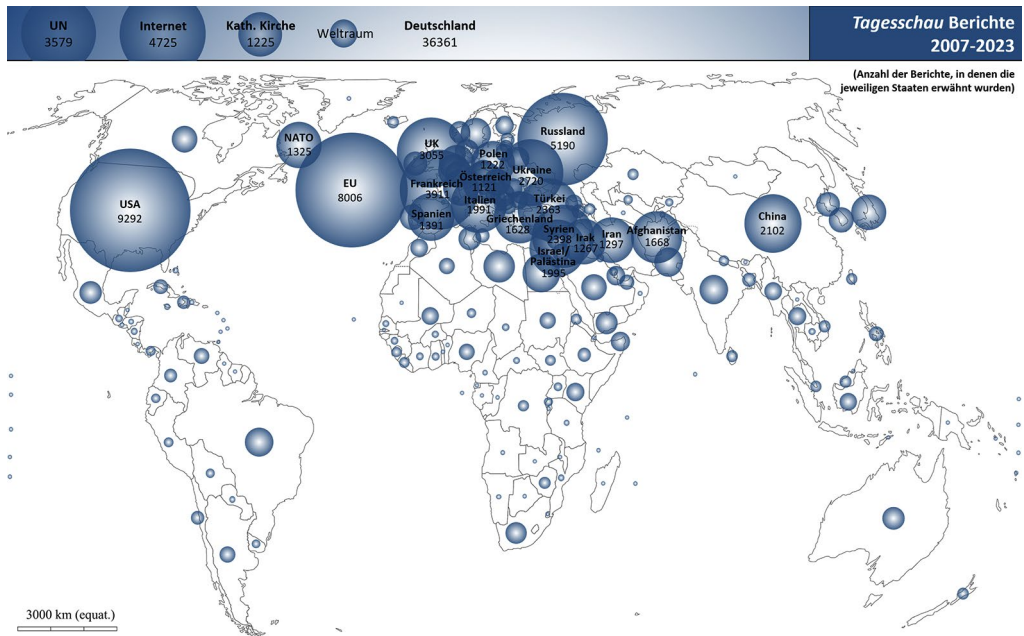 UN
3579
Internet
4725
Kath. Kirche
1225
Weltraum
Deutschland
36361
Tagesschau Berichte
2007-2023
(Anzahl der Berichte, in denen die
jeweiligen Staaten erwähnt wurden)
Russland
5190
NATO
1325
UK
3055
Polen
1222
Ukraine
2720
EU
8006
Österreich
1121
Frankreich
3911
Italien
1991
Türkei
2363
USA
9292
Spanien
1391
Griechenland
1628
China
2102
Syrien
2398
Irak
1267
Iran
1297
Afghanistan
1668
Israel/
Palästina
1995
3000 km (equat.)